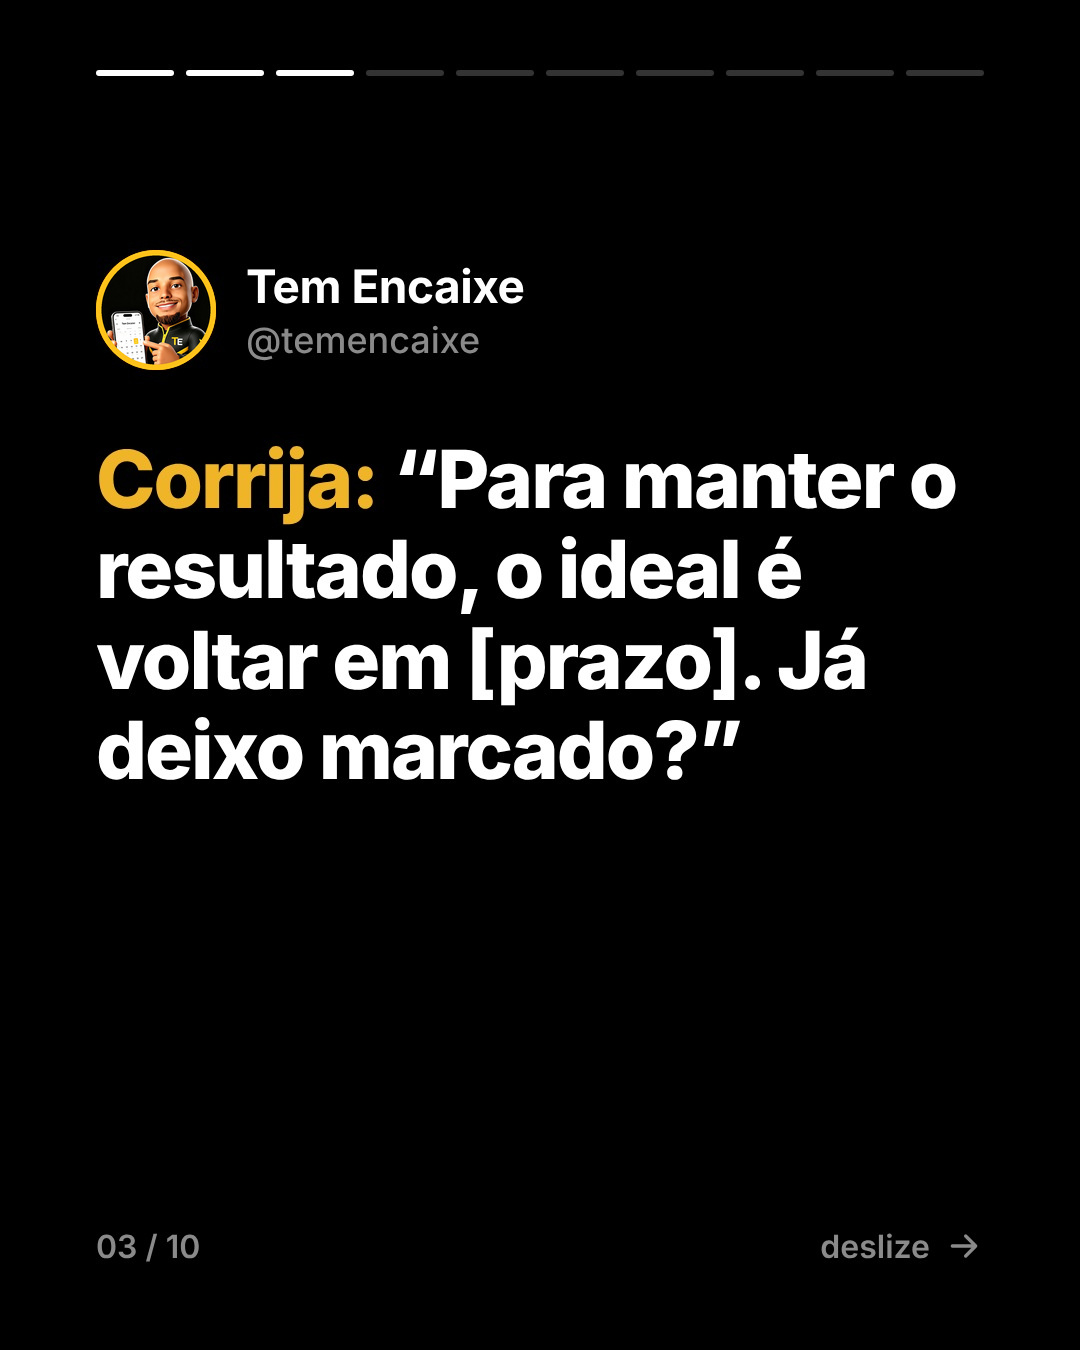 Tem Encaixe
@temencaixe
Corrija: “Para manter o
resultado, o ideal é
voltar em [prazo]. Já
deixo marcado?”
03 / 10
deslize →